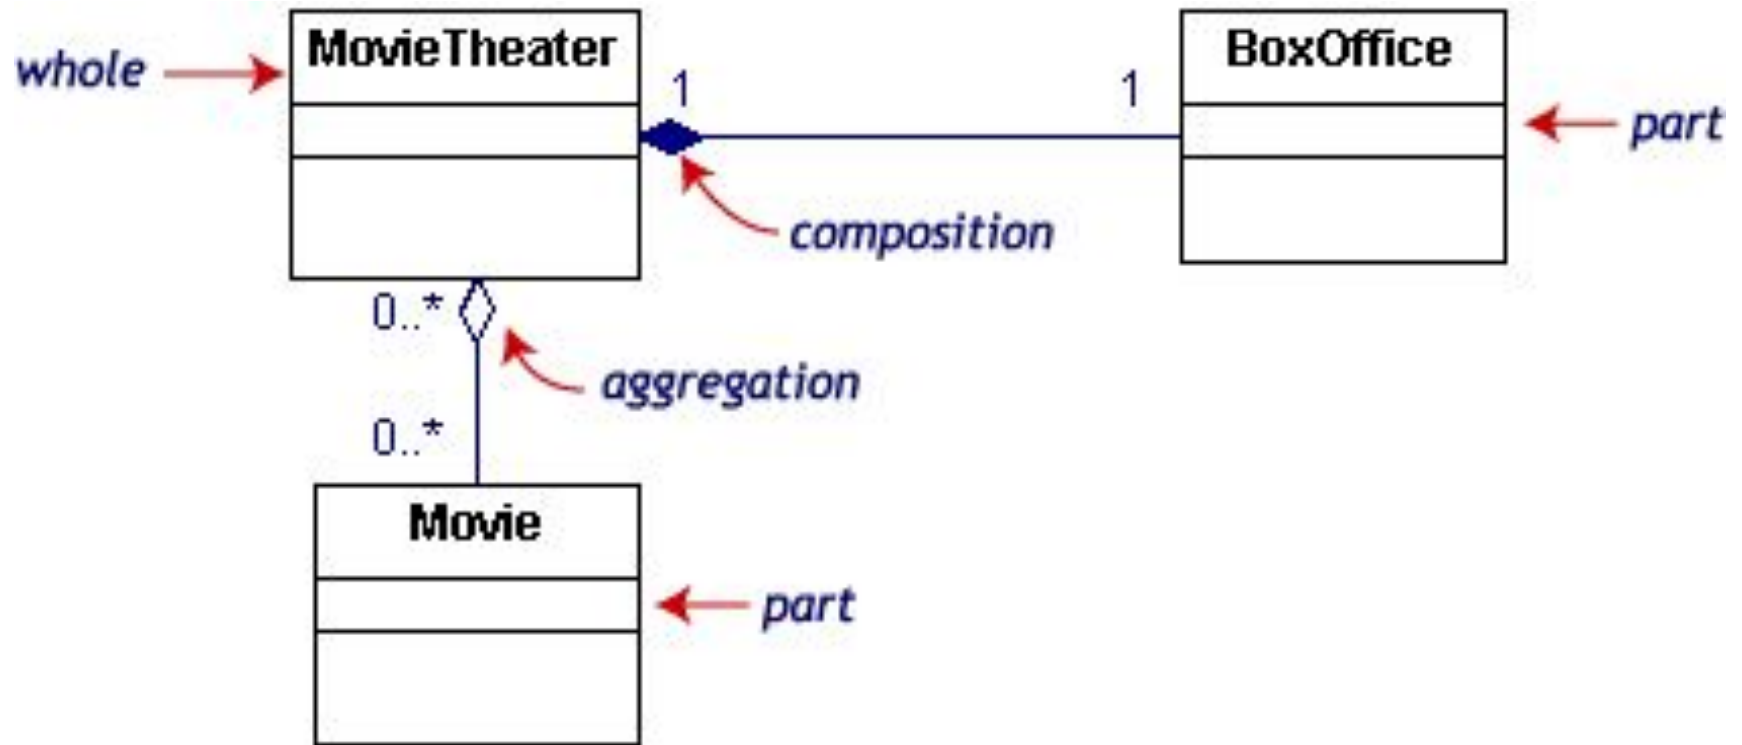 MovieTheater
BoxOffice
whole
1
1
part
composition
0..*
aggregation
0..*
Movie
part